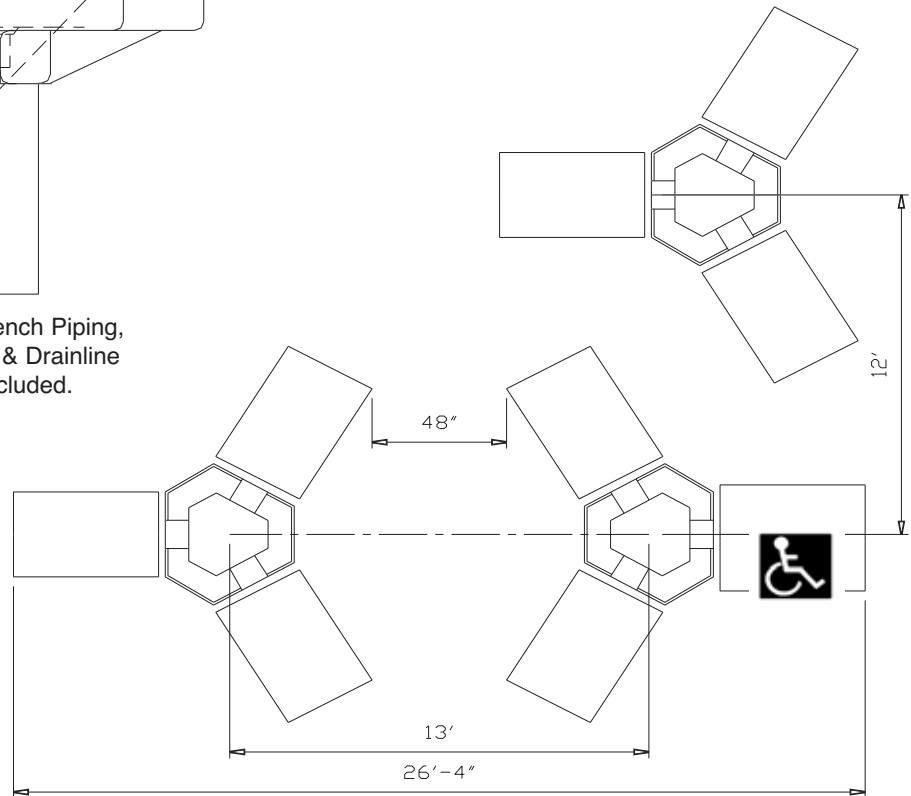 ench Piping,
& Drainline
cluded.
48"
12'
13'
26'-4"